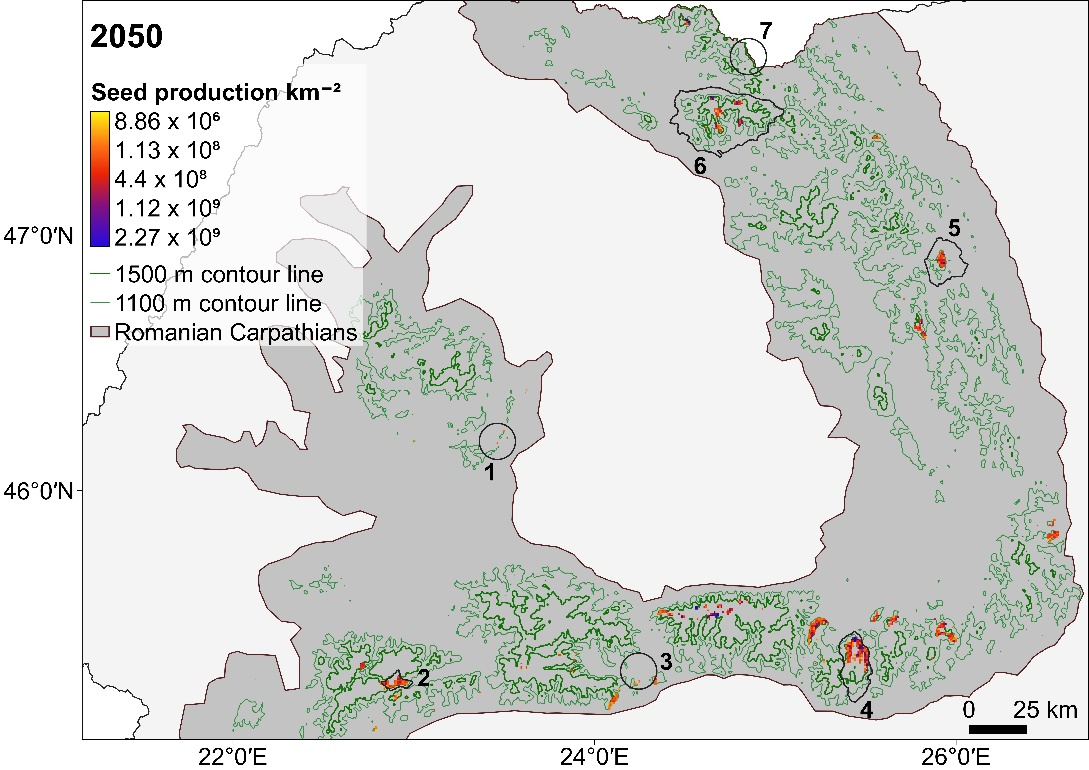 2050
Seed production km⁻²
8.86 x 10⁶
1.13 x 10⁸
4.4 x 10⁸
1.12 x 10⁹
2.27 x 10⁹
1500 m contour line
1100 m contour line
Romanian Carpathians
7
6
5
47°0′N
1
46°0′N
3
2
4
0 25 km
22°0′E 24°0′E 26°0′E